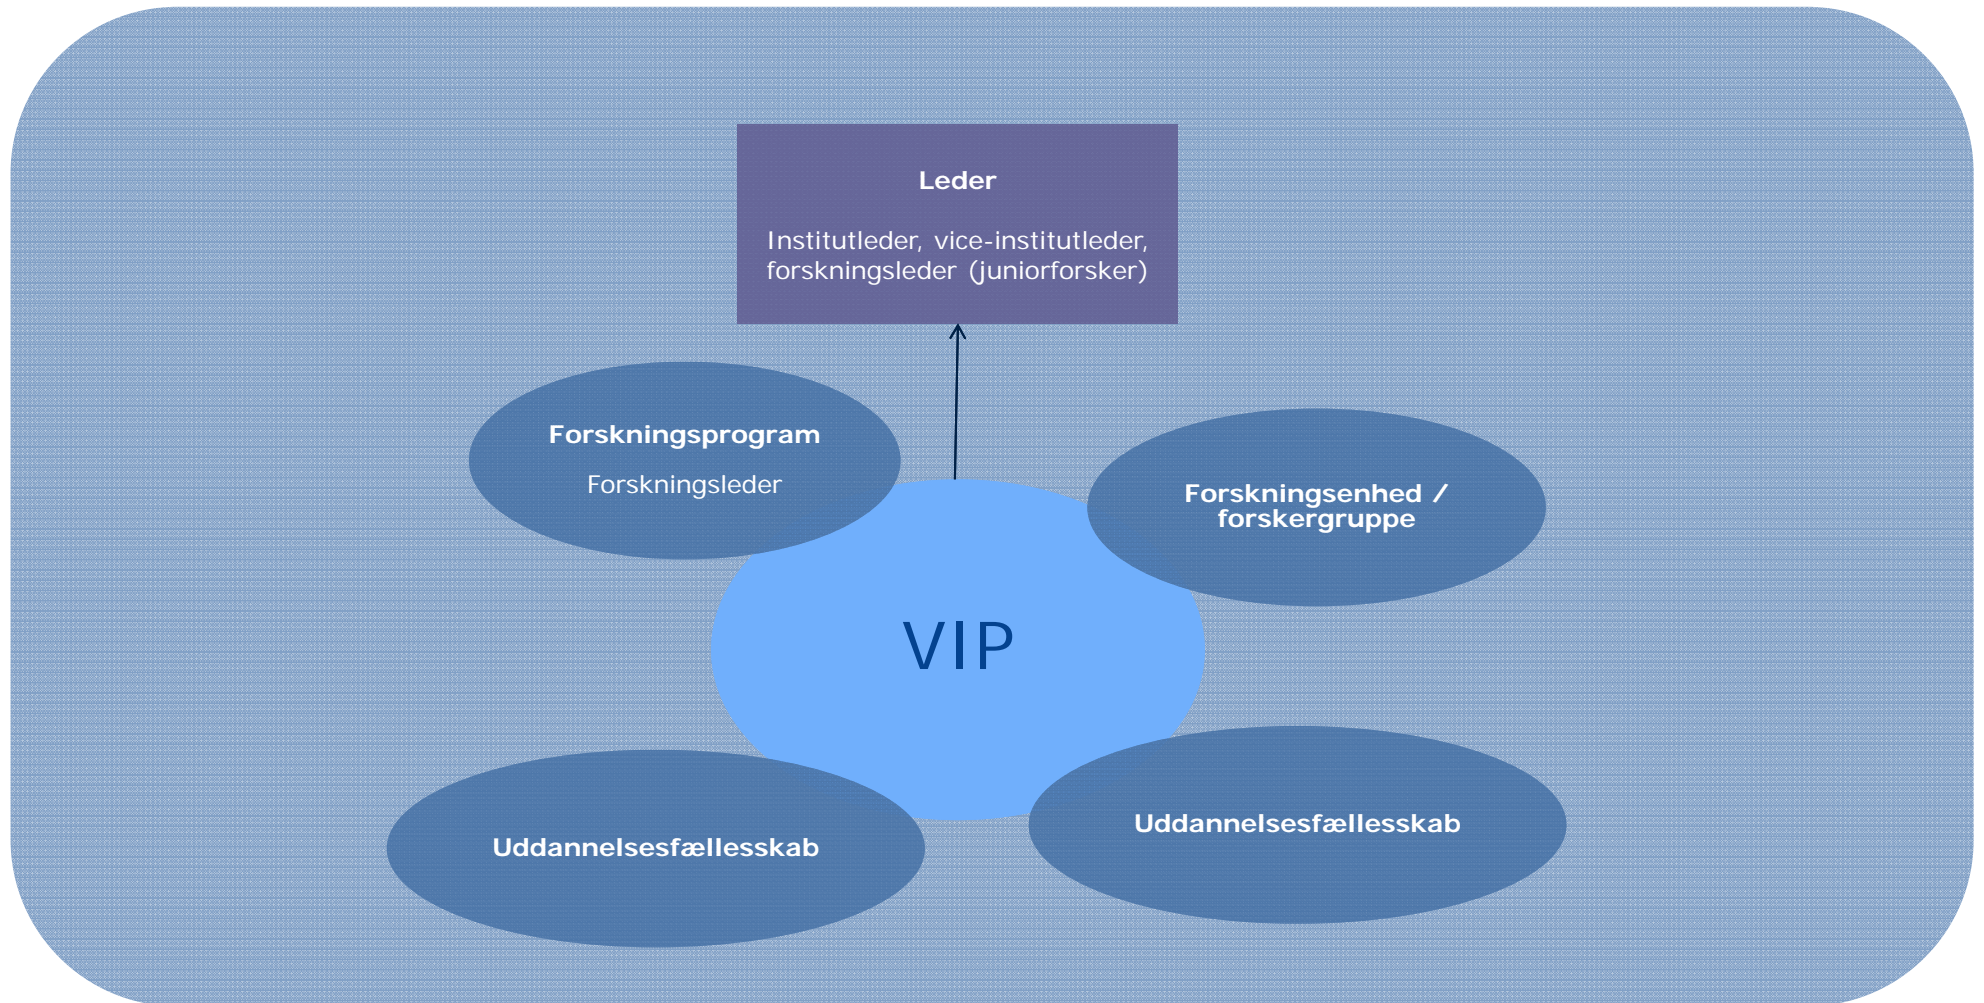 Leder
Institutleder, vice-institutleder,
forskningsleder (juniorforsker)
Forskningsprogram
Forskningsleder
Forskningsenhed /
forskergruppe
VIP
Uddannelsesfællesskab
Uddannelsesfællesskab